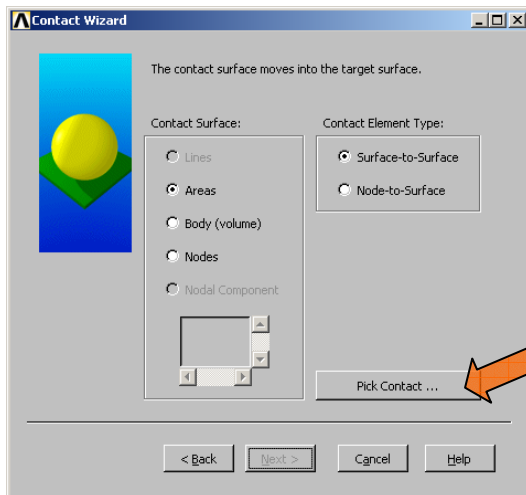 Contact Wizard
The contact surface moves into the target surface.
Contact Surface:
Lines
Areas
Body (volume)
Nodes
Nodal Component
Contact Element Type:
Surface-to-Surface
Node-to-Surface
Pick Contact ...
< Back
Next >
Cancel
Help